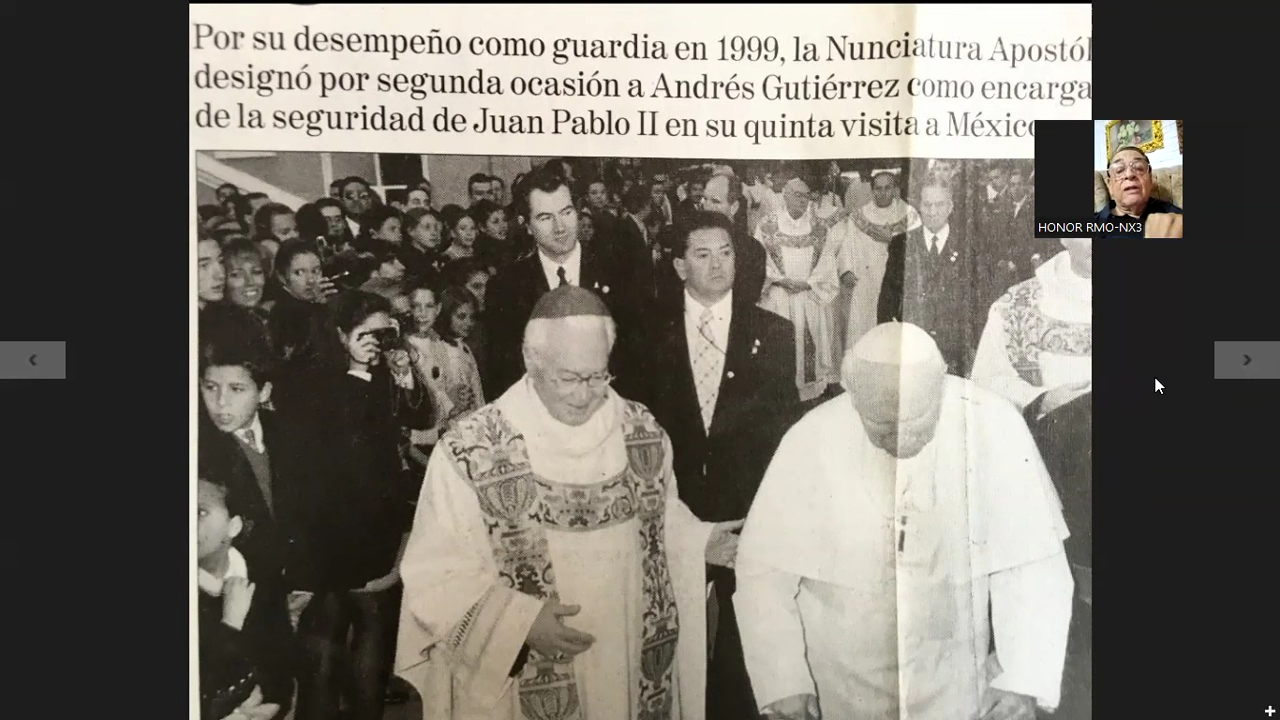 Por su desempeño como guardia en 1999, la Nunciatura Apostól
designó por segunda ocasión a Andrés Gutiérrez como encarga
de la seguridad de Juan Pablo II en su quinta visita a México
HONOR RMO-NX3